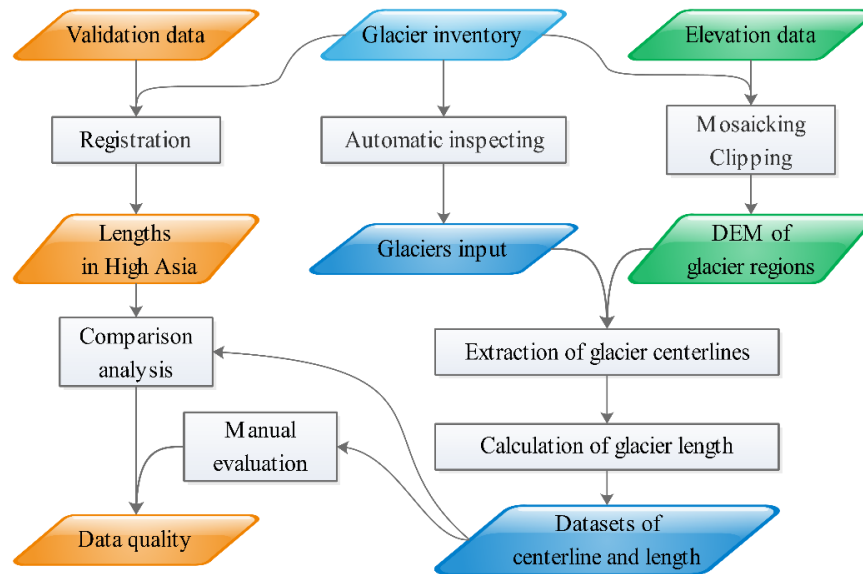 Validation data
Glacier inventory
Elevation data
Registration
Automatic inspecting
Mosaicking
Clipping
Lengths
in High Asia
Glaciers input
DEM of
glacier regions
Comparison
analysis
Extraction of glacier centerlines
Manual
evaluation
Calculation of glacier length
Data quality
Datasets of
centerline and length